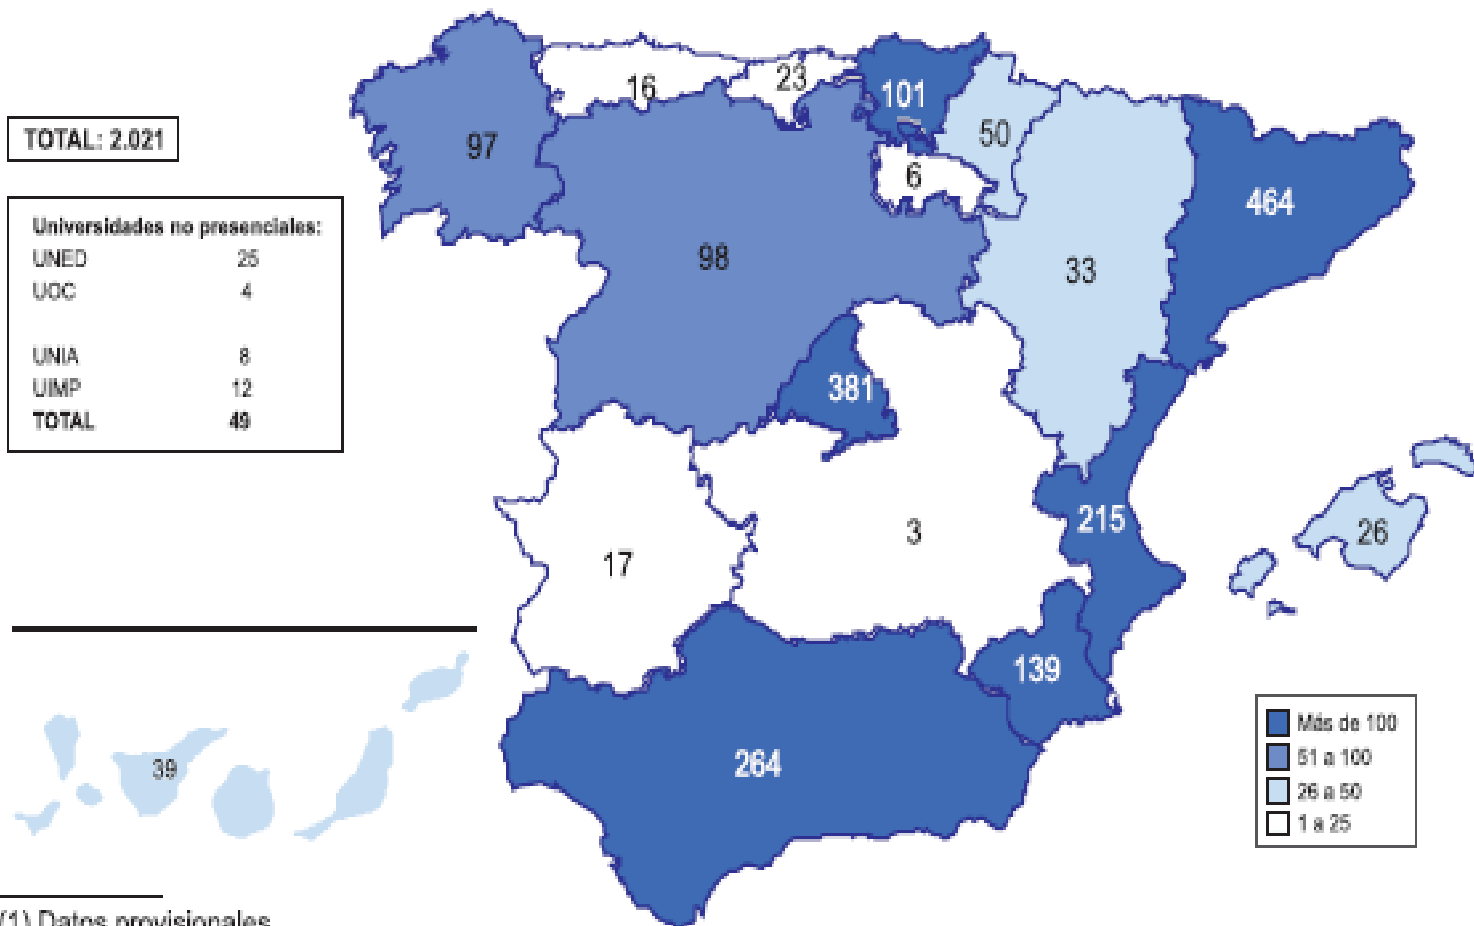 TOTAL: 2.021
Universidades no presenciales:
UNED 25
UOC 4
UNIA 8
UIMP 12
TOTAL 49
16
23
101
97
50
6
464
98
33
381
215
26
3
17
139
264
39
Más de 100
51 a 100
26 a 50
1 a 25
(1) Datos provisionales